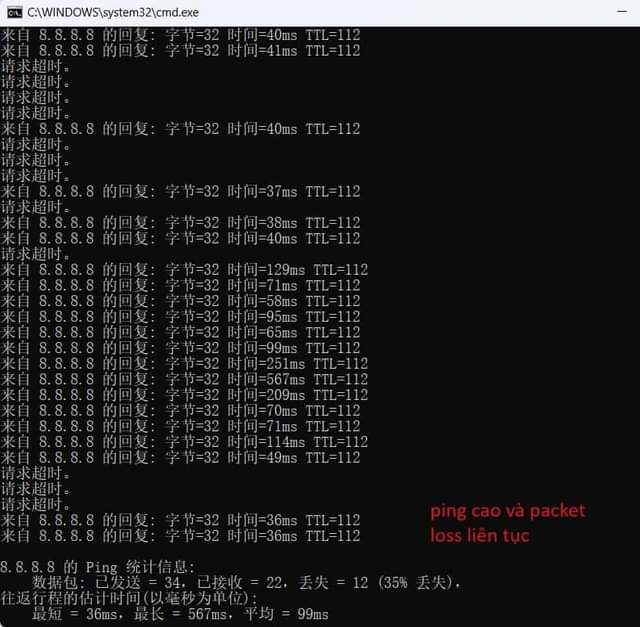 C:\WINDOWS\system32\cmd.exe
来自 8.8.8.8 的回复: 字节=32 时间=40ms TTL=112
来自 8.8.8.8 的回复: 字节=32 时间=41ms TTL=112
请求超时。
请求超时。
请求超时。
请求超时。
来自 8.8.8.8 的回复: 字节=32 时间=40ms TTL=112
请求超时。
请求超时。
请求超时。
来自 8.8.8.8 的回复: 字节=32 时间=37ms TTL=112
请求超时。
来自 8.8.8.8 的回复: 字节=32 时间=38ms TTL=112
来自 8.8.8.8 的回复: 字节=32 时间=40ms TTL=112
请求超时。
来自 8.8.8.8 的回复: 字节=32 时间=129ms TTL=112
来自 8.8.8.8 的回复: 字节=32 时间=71ms TTL=112
来自 8.8.8.8 的回复: 字节=32 时间=58ms TTL=112
来自 8.8.8.8 的回复: 字节=32 时间=95ms TTL=112
来自 8.8.8.8 的回复: 字节=32 时间=65ms TTL=112
来自 8.8.8.8 的回复: 字节=32 时间=99ms TTL=112
来自 8.8.8.8 的回复: 字节=32 时间=251ms TTL=112
来自 8.8.8.8 的回复: 字节=32 时间=567ms TTL=112
来自 8.8.8.8 的回复: 字节=32 时间=209ms TTL=112
来自 8.8.8.8 的回复: 字节=32 时间=70ms TTL=112
来自 8.8.8.8 的回复: 字节=32 时间=71ms TTL=112
来自 8.8.8.8 的回复: 字节=32 时间=114ms TTL=112
来自 8.8.8.8 的回复: 字节=32 时间=49ms TTL=112
请求超时。
请求超时。
请求超时。
来自 8.8.8.8 的回复: 字节=32 时间=36ms TTL=112
来自 8.8.8.8 的回复: 字节=32 时间=36ms TTL=112
ping cao và packet
loss liên tục
8.8.8.8 的 Ping 统计信息:
数据包: 已发送 = 34，已接收 = 22，丢失 = 12 (35% 丢失)，
往返行程的估计时间(以毫秒为单位):
最短 = 36ms，最长 = 567ms，平均 = 99ms